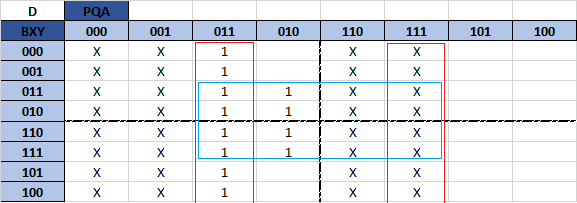 D PQA
BXY 000 001 011 010 110 111 101 100
000 X X 1 X X
001 X X 1 X X
011 X X 1 1 X X
010 X X 1 1 X X
110 X X 1 1 X X
111 X X 1 1 X X
101 X X 1 X X
100 X X 1 X X